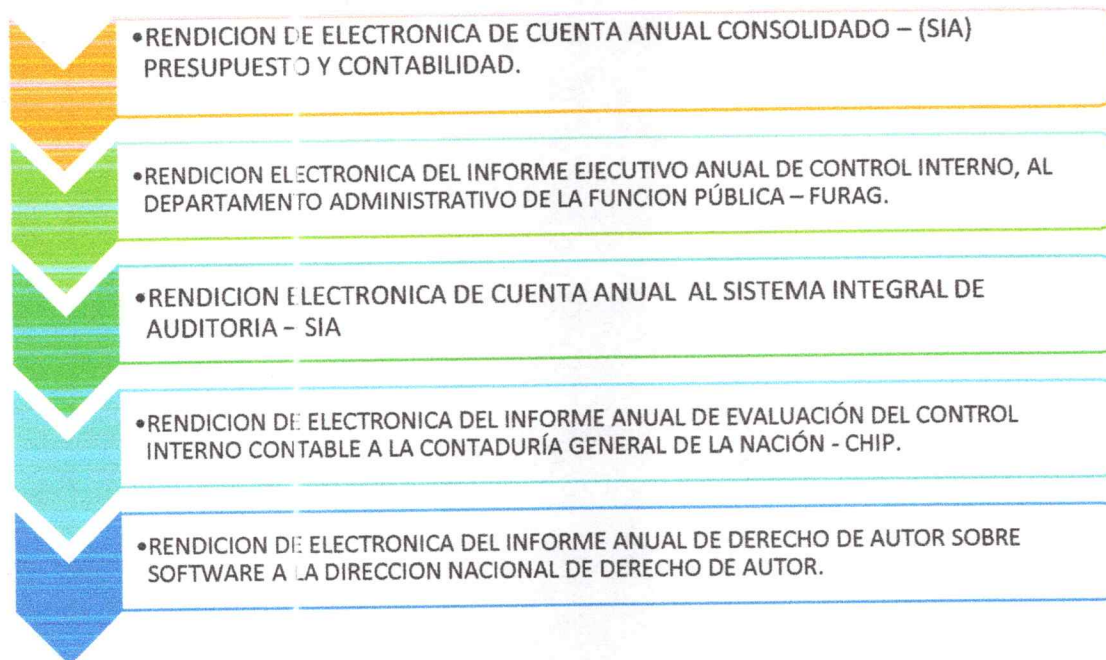 •RENDICION DE ELECTRONICA DE CUENTA ANUAL CONSOLIDADO – (SIA)
PRESUPUESTO Y CONTABILIDAD.
•RENDICION ELECTRONICA DEL INFORME EJECUTIVO ANUAL DE CONTROL INTERNO, AL
DEPARTAMENTO ADMINISTRATIVO DE LA FUNCION PÚBLICA – FURAG.
•RENDICION ELECTRONICA DE CUENTA ANUAL AL SISTEMA INTEGRAL DE
AUDITORIA – SIA
•RENDICION DE ELECTRONICA DEL INFORME ANUAL DE EVALUACIÓN DEL CONTROL
INTERNO CONTABLE A LA CONTADURÍA GENERAL DE LA NACIÓN - CHIP.
•RENDICION DE ELECTRONICA DEL INFORME ANUAL DE DERECHO DE AUTOR SOBRE
SOFTWARE A LA DIRECCION NACIONAL DE DERECHO DE AUTOR.